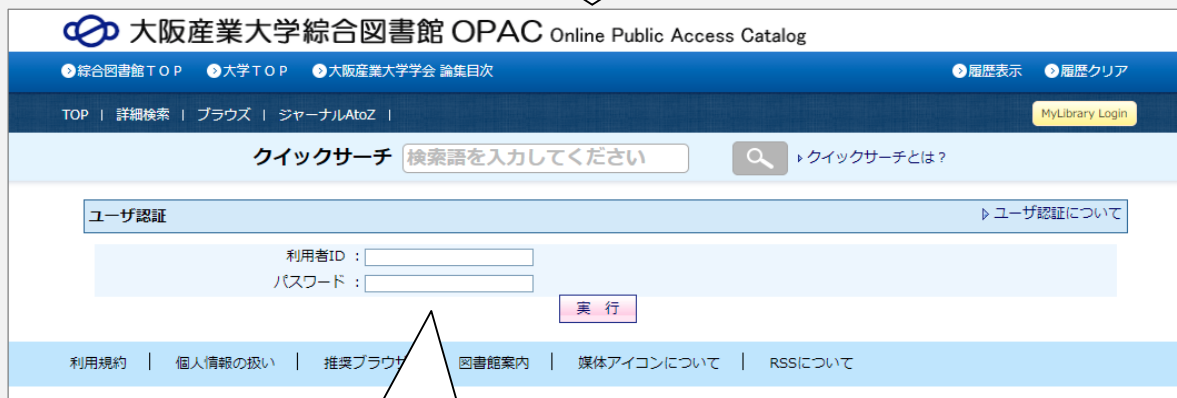 大阪産業大学綜合図書館 OPAC Online Public Access Catalog
綜合図書館ＴＯＰ 大学ＴＯＰ 大阪産業大学学会 論集目次 履歴表示 履歴クリア
TOP | 詳細検索 | ブラウズ | ジャーナルAtoZ | MyLibrary Login
クイックサーチ 検索語を入力してください クイックサーチとは？
ユーザ認証 ユーザ認証について
利用者ID ：
パスワード ：
実 行
利用規約 | 個人情報の扱い | 推奨ブラウ 図書館案内 | 媒体アイコンについて | RSSについて